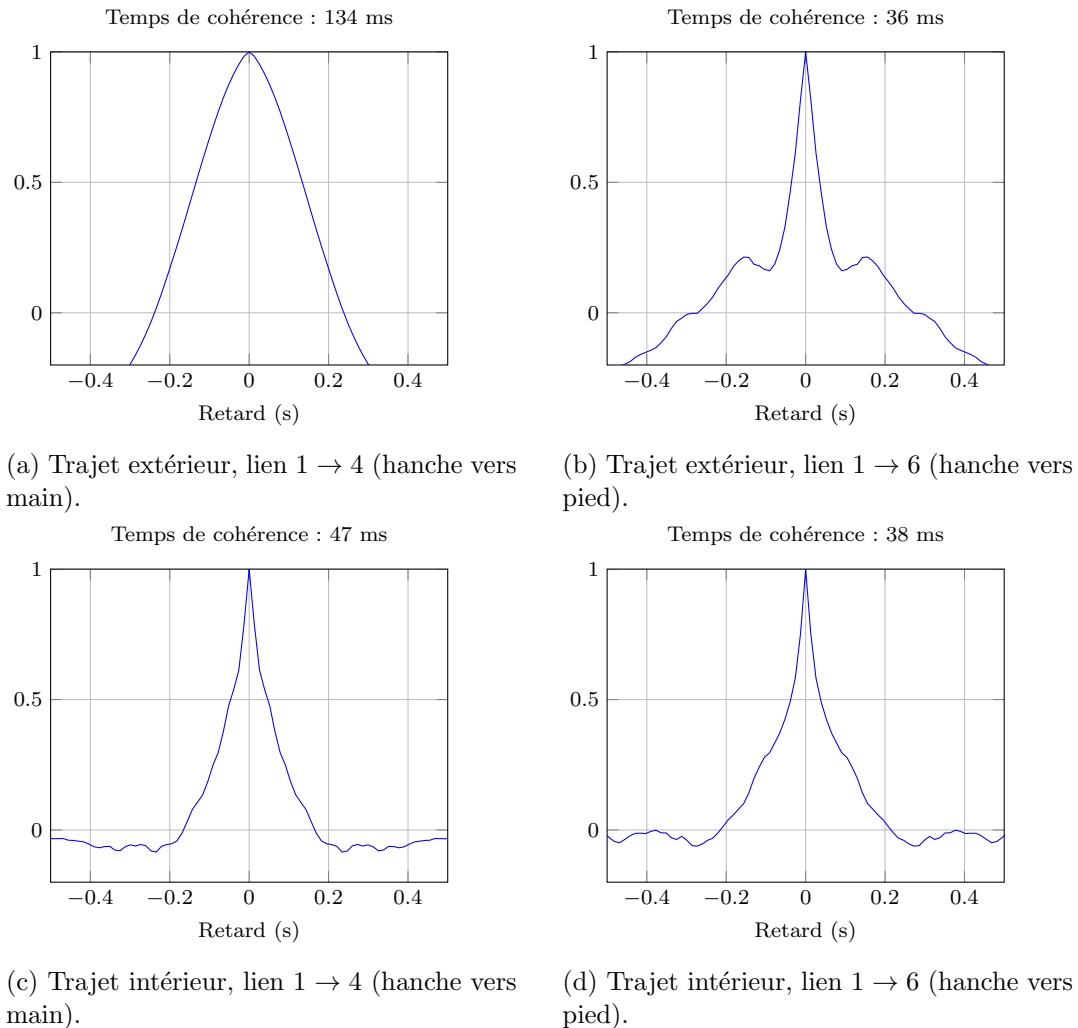 Temps de cohérence : 134 ms
1
0.5
0
−0.4 −0.2 0 0.2 0.4
Retard (s)
(a) Trajet extérieur, lien 1 → 4 (hanche vers
main).
Temps de cohérence : 36 ms
1
0.5
0
−0.4 −0.2 0 0.2 0.4
Retard (s)
(b) Trajet extérieur, lien 1 → 6 (hanche vers
pied).
Temps de cohérence : 47 ms
1
0.5
0
−0.4 −0.2 0 0.2 0.4
Retard (s)
(c) Trajet intérieur, lien 1 → 4 (hanche vers
main).
Temps de cohérence : 38 ms
1
0.5
0
−0.4 −0.2 0 0.2 0.4
Retard (s)
(d) Trajet intérieur, lien 1 → 6 (hanche vers
pied).